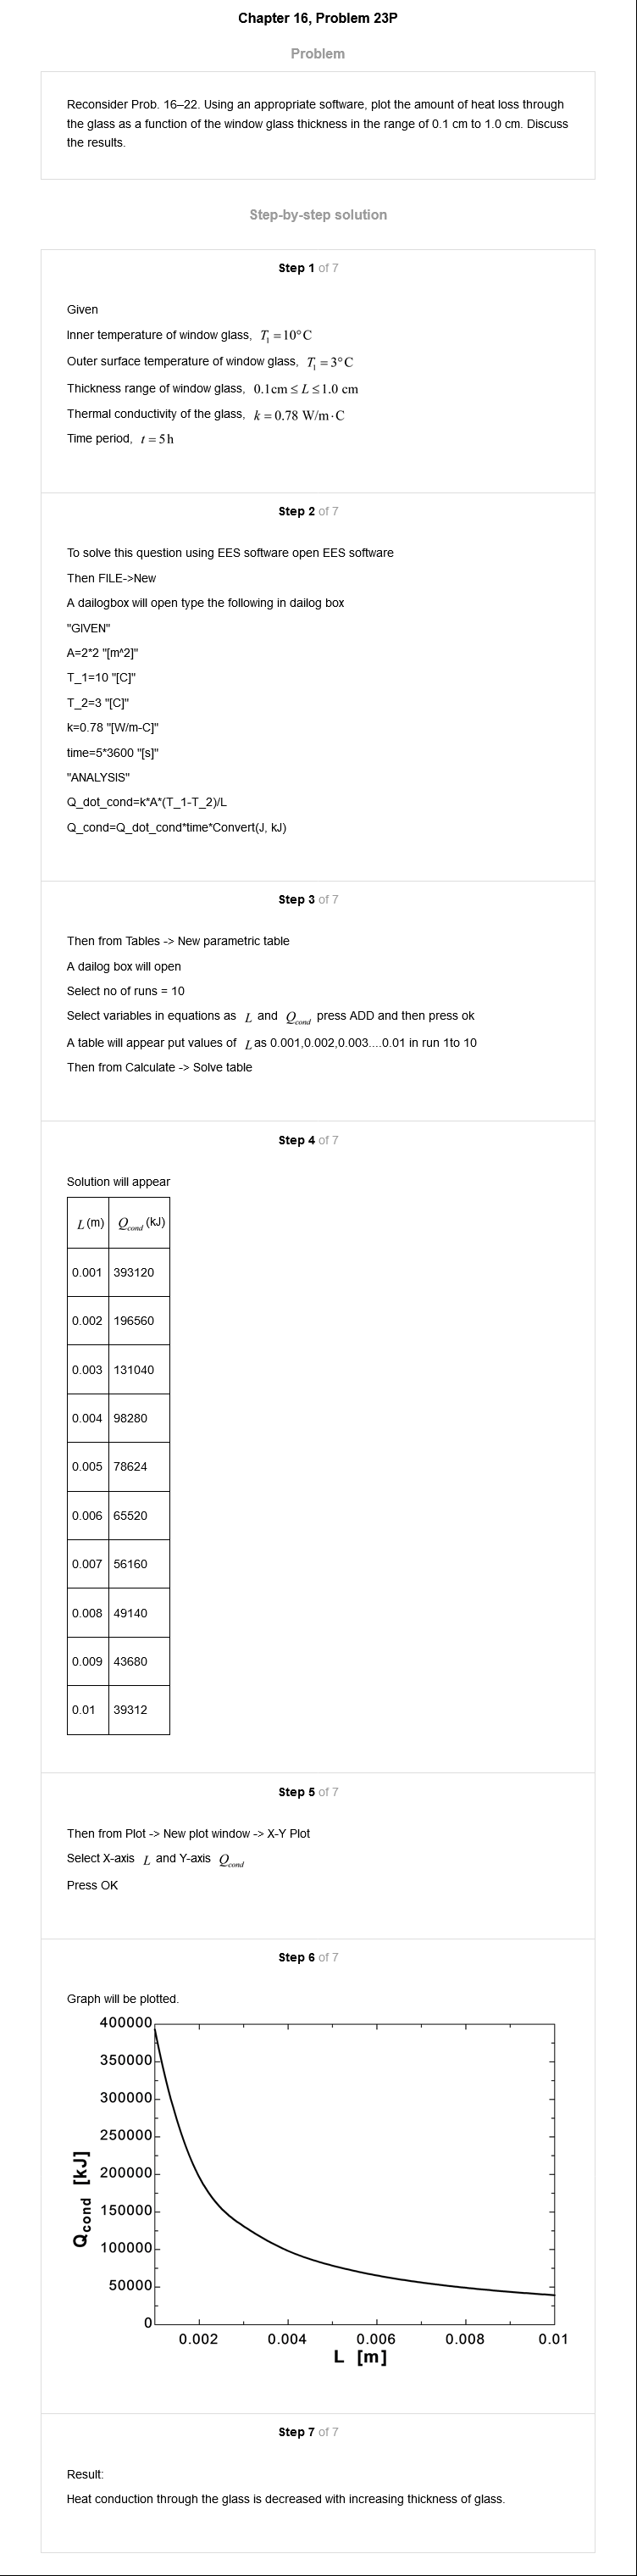 Chapter 16, Problem 23P
Problem
Reconsider Prob. 16–22. Using an appropriate software, plot the amount of heat loss through
the glass as a function of the window glass thickness in the range of 0.1 cm to 1.0 cm. Discuss
the results.
Step-by-step solution
Step 1 of 7
Given
Inner temperature of window glass, T₁ = 10°C
Outer surface temperature of window glass, T₁ = 3°C
Thickness range of window glass, 0.1cm ≤ L ≤ 1.0 cm
Thermal conductivity of the glass, k = 0.78 W/m·C
Time period, t = 5h
Step 2 of 7
To solve this question using EES software open EES software
Then FILE->New
A dailogbox will open type the following in dailog box
"GIVEN"
A=2*2 "[m^2]"
T_1=10 "[C]"
T_2=3 "[C]"
k=0.78 "[W/m-C]"
time=5*3600 "[s]"
"ANALYSIS"
Q_dot_cond=k*A*(T_1-T_2)/L
Q_cond=Q_dot_cond*time*Convert(J, kJ)
Step 3 of 7
Then from Tables -> New parametric table
A dailog box will open
Select no of runs = 10
Select variables in equations as L and Q_cond press ADD and then press ok
A table will appear put values of L as 0.001,0.002,0.003....0.01 in run 1to 10
Then from Calculate -> Solve table
Step 4 of 7
Solution will appear
L (m) Q_cond (kJ)
0.001 393120
0.002 196560
0.003 131040
0.004 98280
0.005 78624
0.006 65520
0.007 56160
0.008 49140
0.009 43680
0.01 39312
Step 5 of 7
Then from Plot -> New plot window -> X-Y Plot
Select X-axis L and Y-axis Q_cond
Press OK
Step 6 of 7
Graph will be plotted.
400000
350000
300000
250000
200000
150000
100000
50000
0
Q_cond [kJ]
0.002 0.004 0.006 0.008 0.01
L [m]
Step 7 of 7
Result:
Heat conduction through the glass is decreased with increasing thickness of glass.